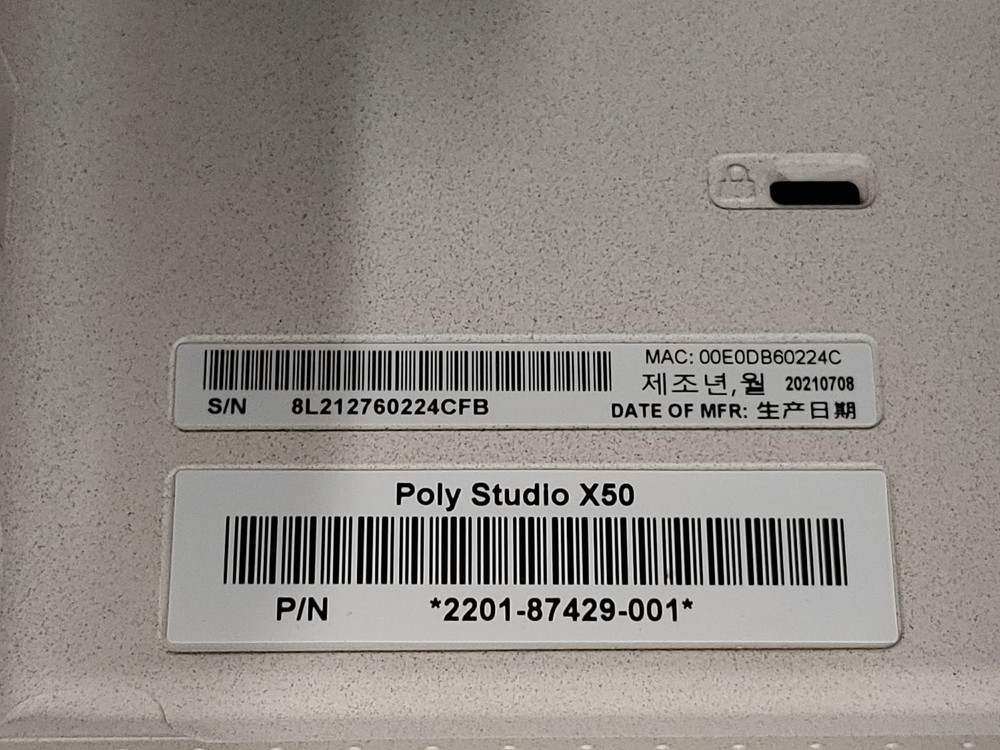 MAC: 00E0DB60224C
제조년,월 20210708
S/N 8L212760224CFB
DATE OF MFR: 生产日期
Poly Studio X50
P/N *2201-87429-001*